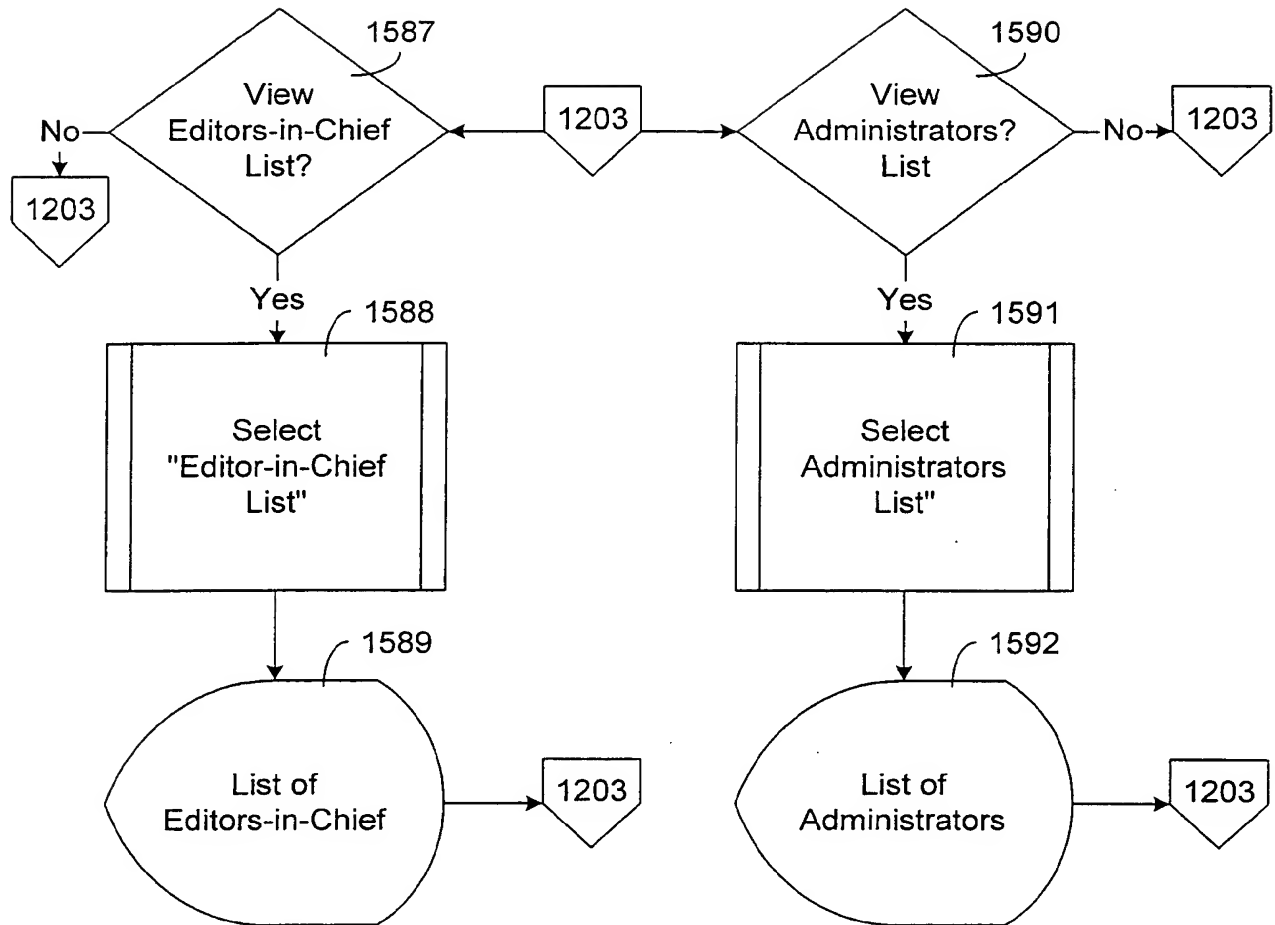 1587
1590
View
Editors-in-Chief
List?
1203
View
Administrators?
List
No
1203
No
1203
Yes
Yes
1588
1591
Select
"Editor-in-Chief
List"
Select
Administrators
List"
1589
1592
List of
Editors-in-Chief
1203
List of
Administrators
1203